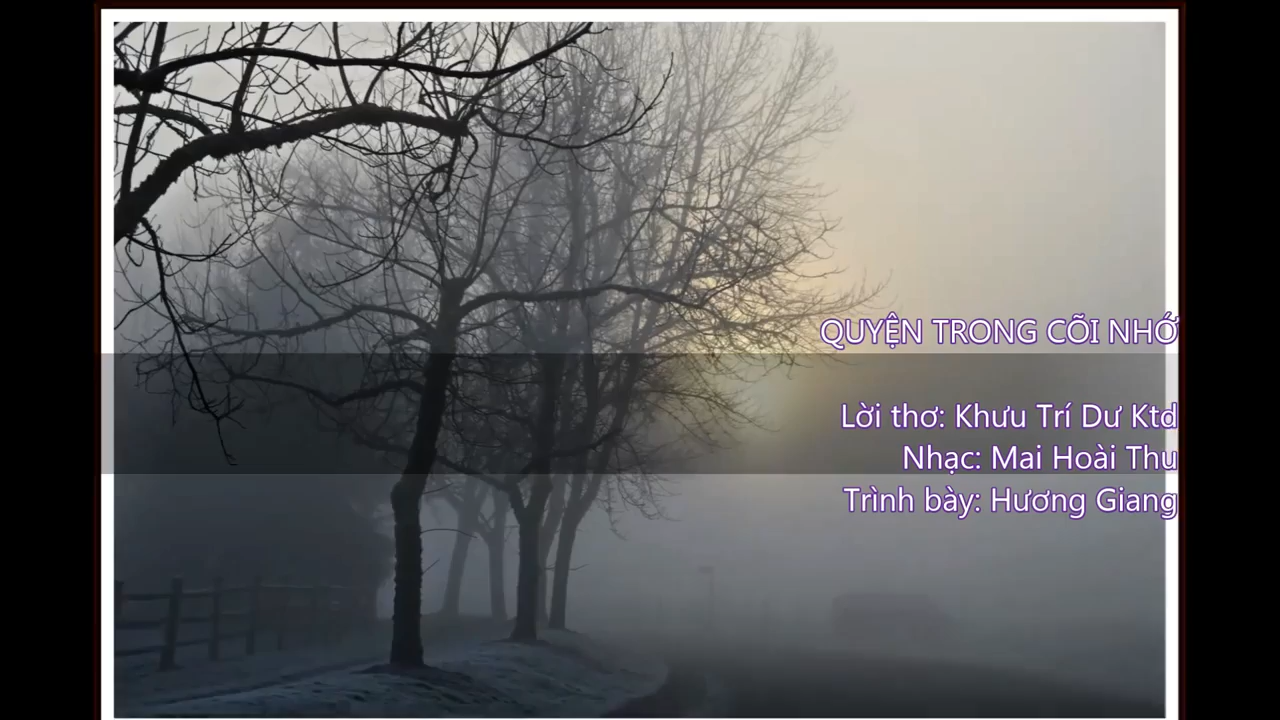 QUYỆN TRONG CÕI NHỚ
Lời thơ: Khưu Trí Dư Ktd
Nhạc: Mai Hoài Thu
Trình bày: Hương Giang